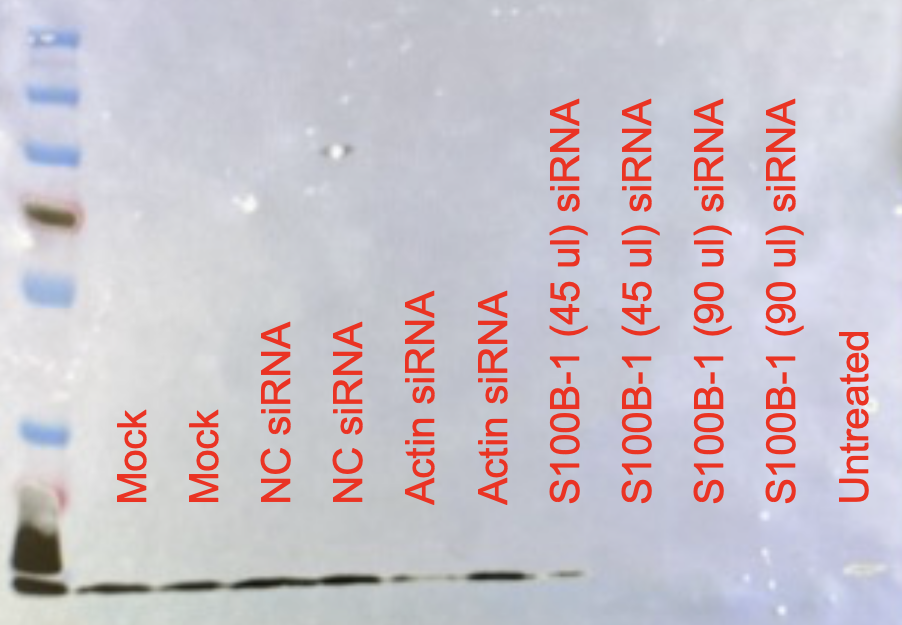 Mock
Mock
NC siRNA
NC siRNA
Actin siRNA
Actin siRNA
S100B-1 (45 ul) siRNA
S100B-1 (45 ul) siRNA
S100B-1 (90 ul) siRNA
S100B-1 (90 ul) siRNA
Untreated